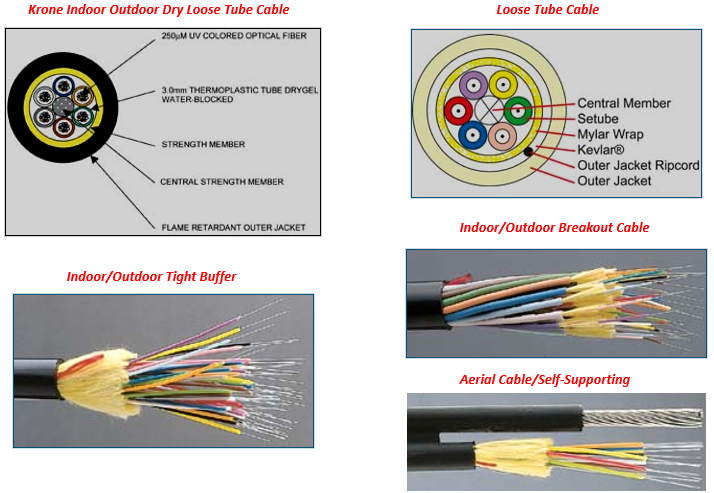 Krone Indoor Outdoor Dry Loose Tube Cable
250µM UV COLORED OPTICAL FIBER
3.0mm THERMOPLASTIC TUBE DRYGEL
WATER-BLOCKED
STRENGTH MEMBER
CENTRAL STRENGTH MEMBER
FLAME RETARDANT OUTER JACKET
Loose Tube Cable
Central Member
Setube
Mylar Wrap
Kevlar®
Outer Jacket Ripcord
Outer Jacket
Indoor/Outdoor Tight Buffer
Indoor/Outdoor Breakout Cable
Aerial Cable/Self-Supporting